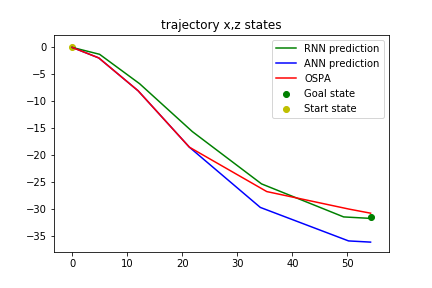 trajectory x,z states
RNN prediction
ANN prediction
OSPA
Goal state
Start state
0
−5
−10
−15
−20
−25
−30
−35
0 10 20 30 40 50